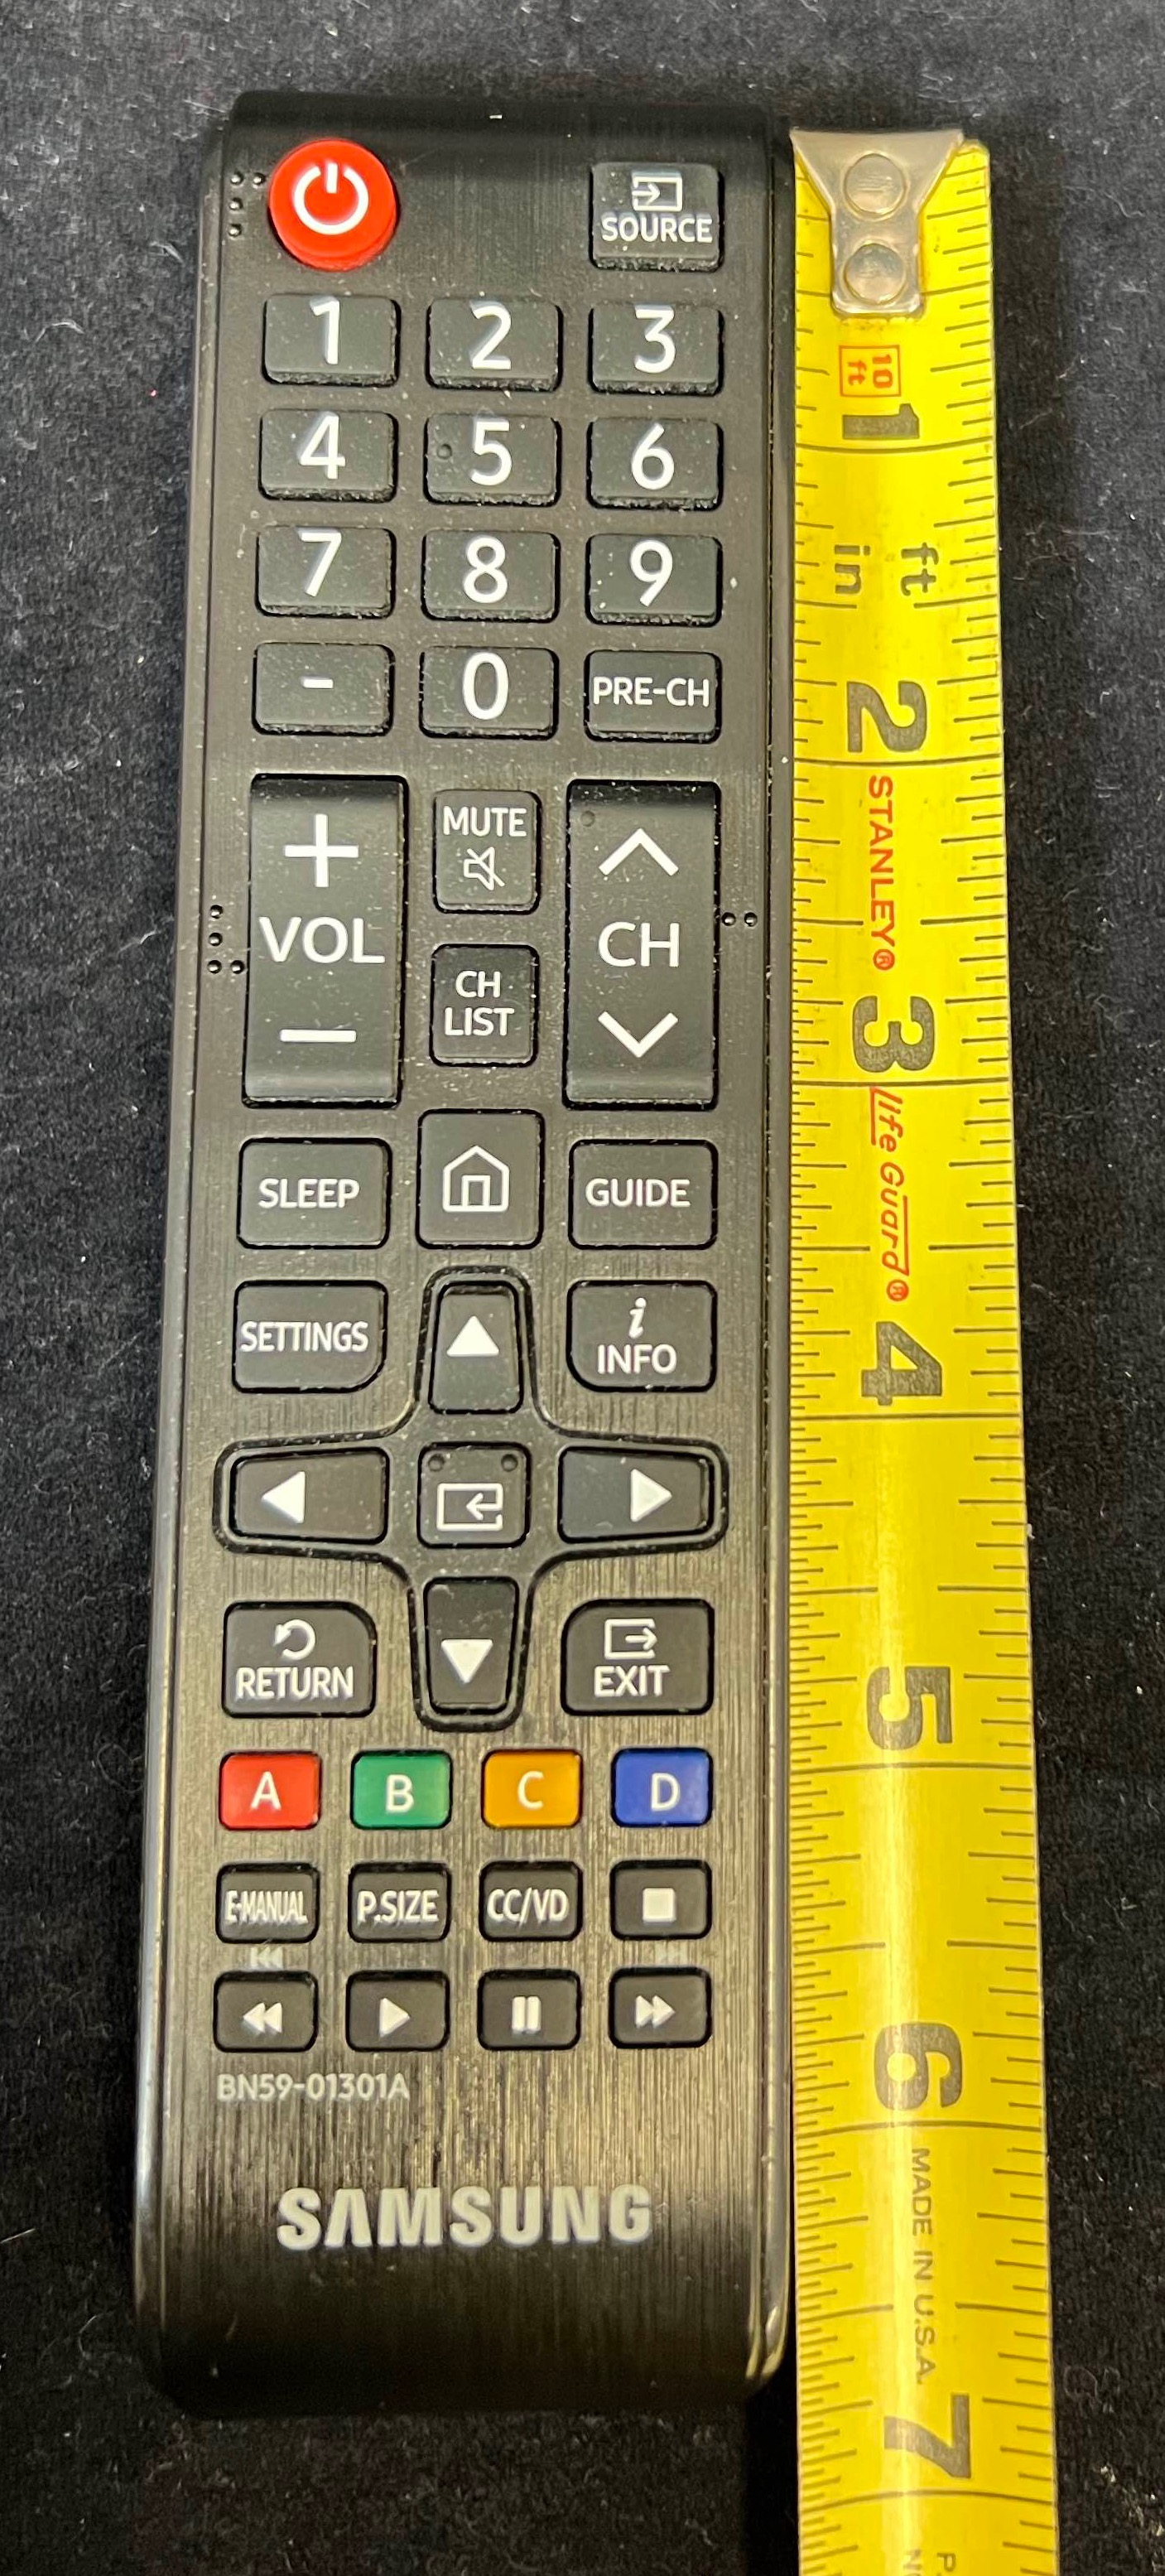 SOURCE
1 2 3
4 5 6
7 8 9
- 0 PRE-CH
+ MUTE
VOL CH
−
CH
LIST
SLEEP GUIDE
SETTINGS i
INFO
RETURN EXIT
A B C D
E-MANUAL P.SIZE CC/VD
BN59-01301A
SAMSUNG
10
ft
1
ft
in
2
STANLEY®
3
life Guard®
4
5
6
MADE IN U.S.A.
7